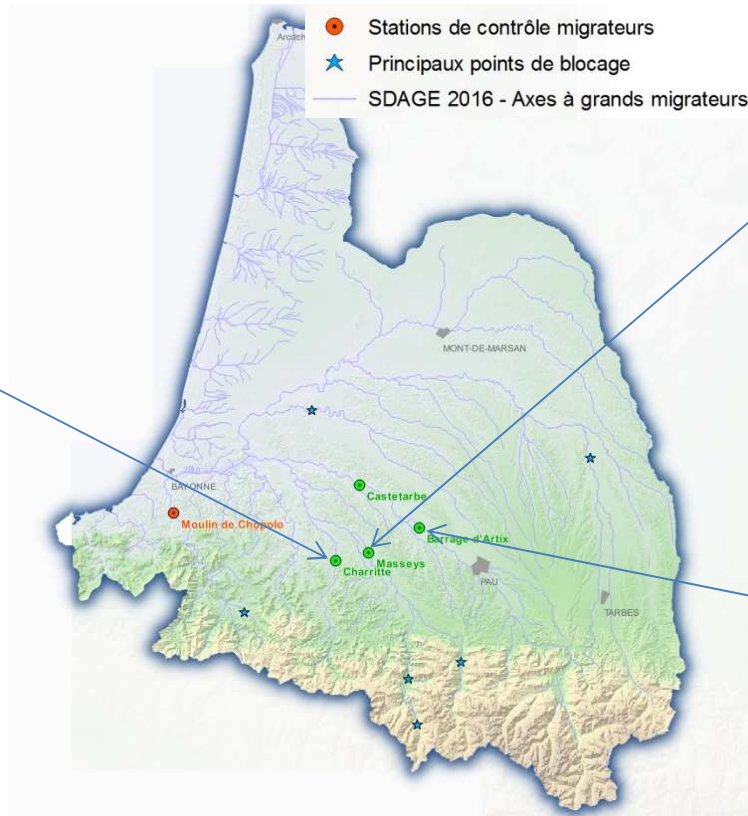 Arcach
Stations de contrôle migrateurs
Principaux points de blocage
SDAGE 2016 - Axes à grands migrateurs
MONT-DE-MARSAN
BAYONNE
Castetarbe
Moulin de Chopolo
Barrage d'Artix
Masseys
Charritte
PAU
TARBES